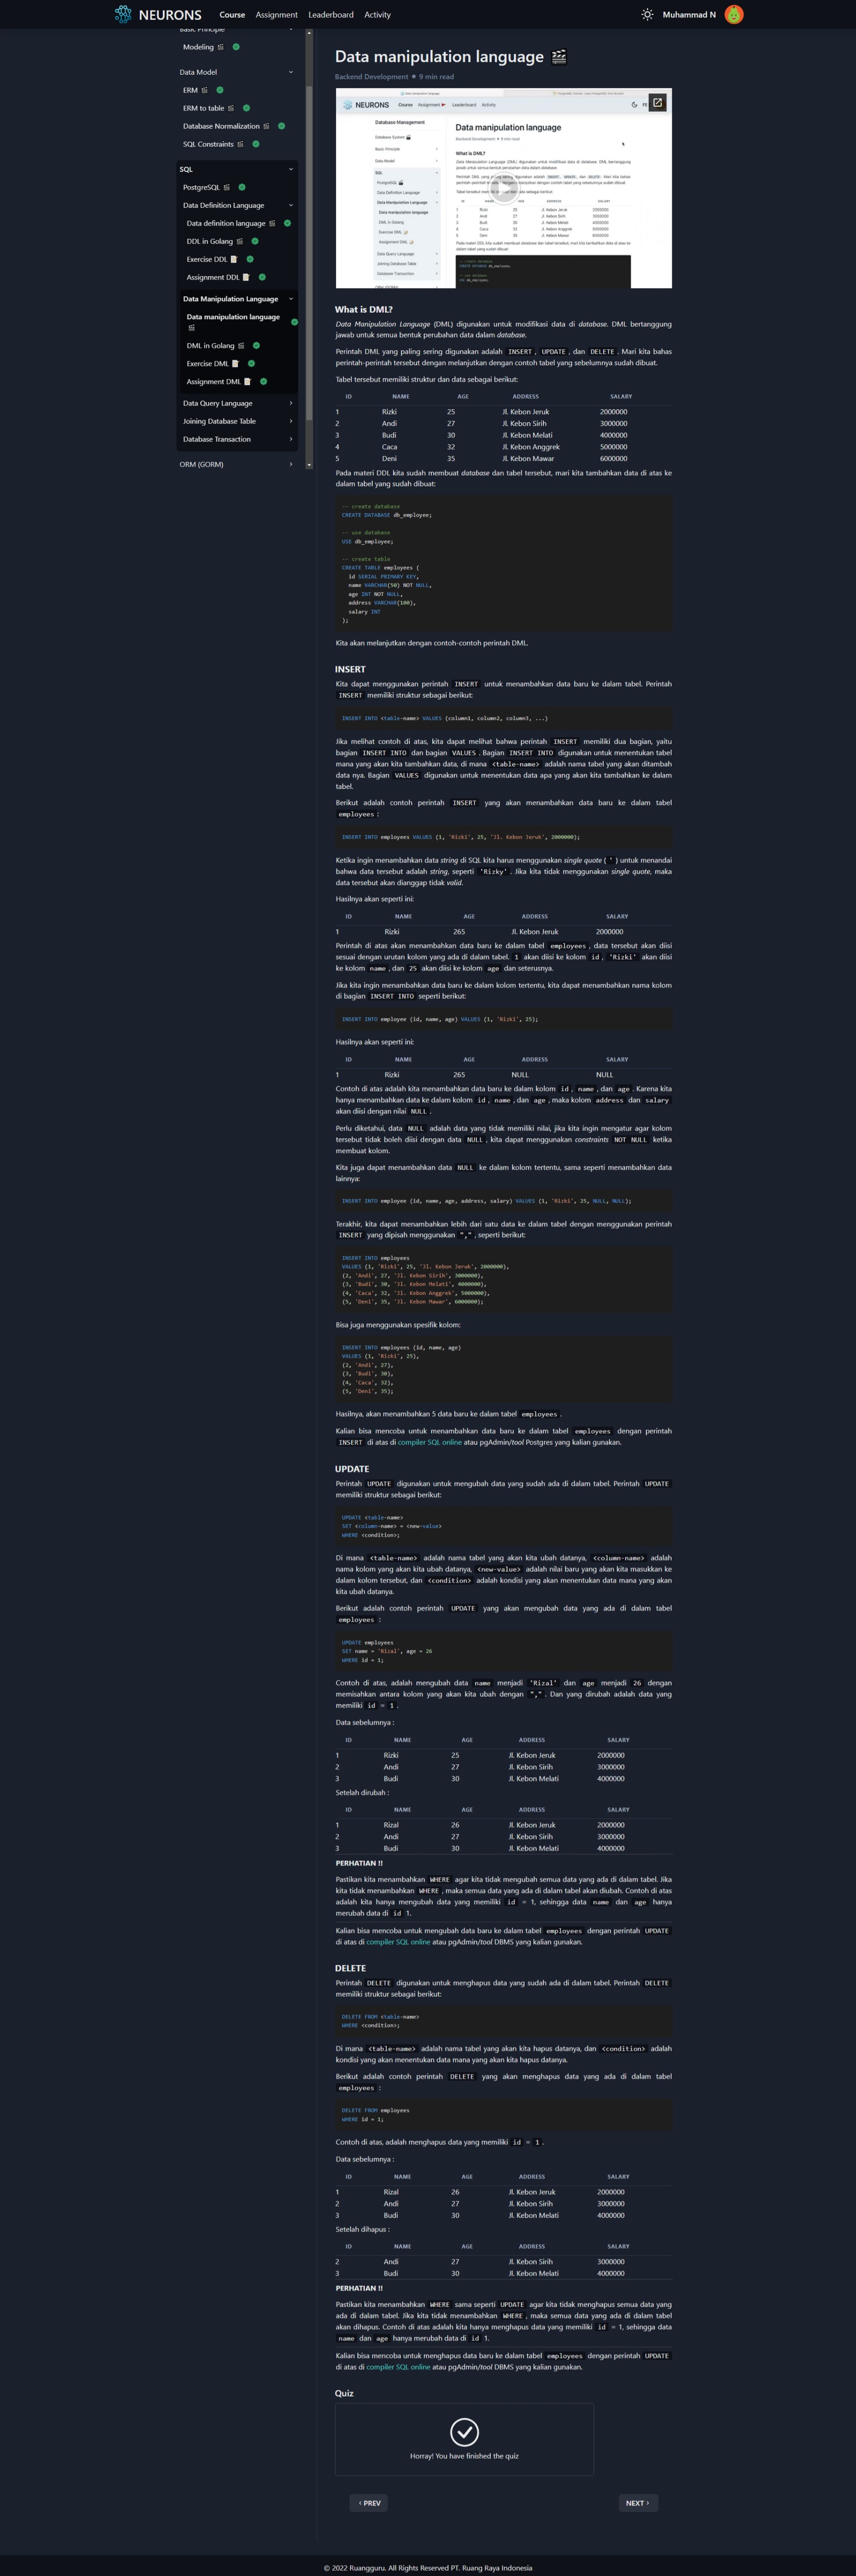 NEURONS Course Assignment Leaderboard Activity Muhammad N
Basic Principle
Modeling
Data Model
ERM
ERM to table
Database Normalization
SQL Constraints
SQL
PostgreSQL
Data Definition Language
Data definition language
DDL in Golang
Exercise DDL
Assignment DDL
Data Manipulation Language
Data manipulation language
DML in Golang
Exercise DML
Assignment DML
Data Query Language
Joining Database Table
Database Transaction
ORM (GORM)
Data manipulation language
Backend Development • 9 min read
NEURONS Course Assignment Leaderboard Activity
Database Management
Data manipulation language
What is DML?
Data Manipulation Language (DML) digunakan untuk modifikasi data di database. DML bertanggung
jawab untuk semua bentuk perubahan data dalam database.
Perintah DML yang paling sering digunakan adalah INSERT, UPDATE, dan DELETE. Mari kita bahas
perintah-perintah tersebut dengan melanjutkan dengan contoh tabel yang sebelumnya sudah dibuat.
Tabel tersebut memiliki struktur dan data sebagai berikut:
ID NAME AGE ADDRESS SALARY
1 Rizki 25 Jl. Kebon Jeruk 2000000
2 Andi 27 Jl. Kebon Sirih 3000000
3 Budi 30 Jl. Kebon Melati 4000000
4 Caca 32 Jl. Kebon Anggrek 5000000
5 Deni 35 Jl. Kebon Mawar 6000000
Pada materi DDL kita sudah membuat database dan tabel tersebut, mari kita tambahkan data di atas ke
dalam tabel yang sudah dibuat:
-- create database
CREATE DATABASE db_employee;
-- use database
USE db_employee;
-- create table
CREATE TABLE employees (
id SERIAL PRIMARY KEY,
name VARCHAR(50) NOT NULL,
age INT NOT NULL,
address VARCHAR(100),
salary INT
);
Kita akan melanjutkan dengan contoh-contoh perintah DML.
INSERT
Kita dapat menggunakan perintah INSERT untuk menambahkan data baru ke dalam tabel. Perintah
INSERT memiliki struktur sebagai berikut:
INSERT INTO <table-name> VALUES (column1, column2, column3, ...)
Jika melihat contoh di atas, kita dapat melihat bahwa perintah INSERT memiliki dua bagian, yaitu
bagian INSERT INTO dan bagian VALUES. Bagian INSERT INTO digunakan untuk menentukan tabel
mana yang akan kita tambahkan data, di mana <table-name> adalah nama tabel yang akan ditambah
data nya. Bagian VALUES digunakan untuk menentukan data apa yang akan kita tambahkan ke dalam
tabel.
Berikut adalah contoh perintah INSERT yang akan menambahkan data baru ke dalam tabel
employees:
INSERT INTO employees VALUES (1, 'Rizki', 25, 'Jl. Kebon Jeruk', 2000000);
Ketika ingin menambahkan data string di SQL kita harus menggunakan single quote (') untuk menandai
bahwa data tersebut adalah string, seperti 'Rizky'. Jika kita tidak menggunakan single quote, maka
data tersebut akan dianggap tidak valid.
Hasilnya akan seperti ini:
ID NAME AGE ADDRESS SALARY
1 Rizki 265 Jl. Kebon Jeruk 2000000
Perintah di atas akan menambahkan data baru ke dalam tabel employees, data tersebut akan diisi
sesuai dengan urutan kolom yang ada di dalam tabel. 1 akan diisi ke kolom id, 'Rizki' akan diisi
ke kolom name, dan 25 akan diisi ke kolom age dan seterusnya.
Jika kita ingin menambahkan data baru ke dalam kolom tertentu, kita dapat menambahkan nama kolom
di bagian INSERT INTO seperti berikut:
INSERT INTO employee (id, name, age) VALUES (1, 'Rizki', 25);
Hasilnya akan seperti ini:
ID NAME AGE ADDRESS SALARY
1 Rizki 265 NULL NULL
Contoh di atas adalah kita menambahkan data baru ke dalam kolom id, name, dan age. Karena kita
hanya menambahkan data ke dalam kolom id, name, dan age, maka kolom address dan salary
akan diisi dengan nilai NULL.
Perlu diketahui, data NULL adalah data yang tidak memiliki nilai, jika kita ingin mengatur agar kolom
tersebut tidak boleh diisi dengan data NULL, kita dapat menggunakan constraints NOT NULL ketika
membuat kolom.
Kita juga dapat menambahkan data NULL ke dalam kolom tertentu, sama seperti menambahkan data
lainnya:
INSERT INTO employee (id, name, age, address, salary) VALUES (1, 'Rizki', 25, NULL, NULL);
Terakhir, kita dapat menambahkan lebih dari satu data ke dalam tabel dengan menggunakan perintah
INSERT yang dipisah menggunakan ",", seperti berikut:
INSERT INTO employees
VALUES (1, 'Rizki', 25, 'Jl. Kebon Jeruk', 2000000),
(2, 'Andi', 27, 'Jl. Kebon Sirih', 3000000),
(3, 'Budi', 30, 'Jl. Kebon Melati', 4000000),
(4, 'Caca', 32, 'Jl. Kebon Anggrek', 5000000),
(5, 'Deni', 35, 'Jl. Kebon Mawar', 6000000);
Bisa juga menggunakan spesifik kolom:
INSERT INTO employees (id, name, age)
VALUES (1, 'Rizki', 25),
(2, 'Andi', 27),
(3, 'Budi', 30),
(4, 'Caca', 32),
(5, 'Deni', 35);
Hasilnya, akan menambahkan 5 data baru ke dalam tabel employees.
Kalian bisa mencoba untuk menambahkan data baru ke dalam tabel employees dengan perintah
INSERT di atas di compiler SQL online atau pgAdmin/tool Postgres yang kalian gunakan.
UPDATE
Perintah UPDATE digunakan untuk mengubah data yang sudah ada di dalam tabel. Perintah UPDATE
memiliki struktur sebagai berikut:
UPDATE <table-name>
SET <column-name> = <new-value>
WHERE <condition>;
Di mana <table-name> adalah nama tabel yang akan kita ubah datanya, <column-name> adalah
nama kolom yang akan kita ubah datanya, <new-value> adalah nilai baru yang akan kita masukkan ke
dalam kolom tersebut, dan <condition> adalah kondisi yang akan menentukan data mana yang akan
kita ubah datanya.
Berikut adalah contoh perintah UPDATE yang akan mengubah data yang ada di dalam tabel
employees :
UPDATE employees
SET name = 'Rizal', age = 26
WHERE id = 1;
Contoh di atas, adalah mengubah data name menjadi 'Rizal' dan age menjadi 26 dengan
memisahkan antara kolom yang akan kita ubah dengan ",". Dan yang dirubah adalah data yang
memiliki id = 1.
Data sebelumnya :
ID NAME AGE ADDRESS SALARY
1 Rizki 25 Jl. Kebon Jeruk 2000000
2 Andi 27 Jl. Kebon Sirih 3000000
3 Budi 30 Jl. Kebon Melati 4000000
Setelah dirubah :
ID NAME AGE ADDRESS SALARY
1 Rizal 26 Jl. Kebon Jeruk 2000000
2 Andi 27 Jl. Kebon Sirih 3000000
3 Budi 30 Jl. Kebon Melati 4000000
PERHATIAN !!
Pastikan kita menambahkan WHERE agar kita tidak mengubah semua data yang ada di dalam tabel. Jika
kita tidak menambahkan WHERE, maka semua data yang ada di dalam tabel akan diubah. Contoh di atas
adalah kita hanya mengubah data yang memiliki id = 1, sehingga data name dan age hanya
merubah data di id 1.
Kalian bisa mencoba untuk mengubah data baru ke dalam tabel employees dengan perintah UPDATE
di atas di compiler SQL online atau pgAdmin/tool DBMS yang kalian gunakan.
DELETE
Perintah DELETE digunakan untuk menghapus data yang sudah ada di dalam tabel. Perintah DELETE
memiliki struktur sebagai berikut:
DELETE FROM <table-name>
WHERE <condition>;
Di mana <table-name> adalah nama tabel yang akan kita hapus datanya, dan <condition> adalah
kondisi yang akan menentukan data mana yang akan kita hapus datanya.
Berikut adalah contoh perintah DELETE yang akan menghapus data yang ada di dalam tabel
employees :
DELETE FROM employees
WHERE id = 1;
Contoh di atas, adalah menghapus data yang memiliki id = 1.
Data sebelumnya :
ID NAME AGE ADDRESS SALARY
1 Rizal 26 Jl. Kebon Jeruk 2000000
2 Andi 27 Jl. Kebon Sirih 3000000
3 Budi 30 Jl. Kebon Melati 4000000
Setelah dihapus :
ID NAME AGE ADDRESS SALARY
2 Andi 27 Jl. Kebon Sirih 3000000
3 Budi 30 Jl. Kebon Melati 4000000
PERHATIAN !!
Pastikan kita menambahkan WHERE sama seperti UPDATE agar kita tidak menghapus semua data yang
ada di dalam tabel. Jika kita tidak menambahkan WHERE, maka semua data yang ada di dalam tabel
akan dihapus. Contoh di atas adalah kita hanya menghapus data yang memiliki id = 1, sehingga data
name dan age hanya merubah data di id 1.
Kalian bisa mencoba untuk menghapus data baru ke dalam tabel employees dengan perintah UPDATE
di atas di compiler SQL online atau pgAdmin/tool DBMS yang kalian gunakan.
Quiz
Horray! You have finished the quiz
‹ PREV NEXT ›
© 2022 Ruangguru. All Rights Reserved PT. Ruang Raya Indonesia